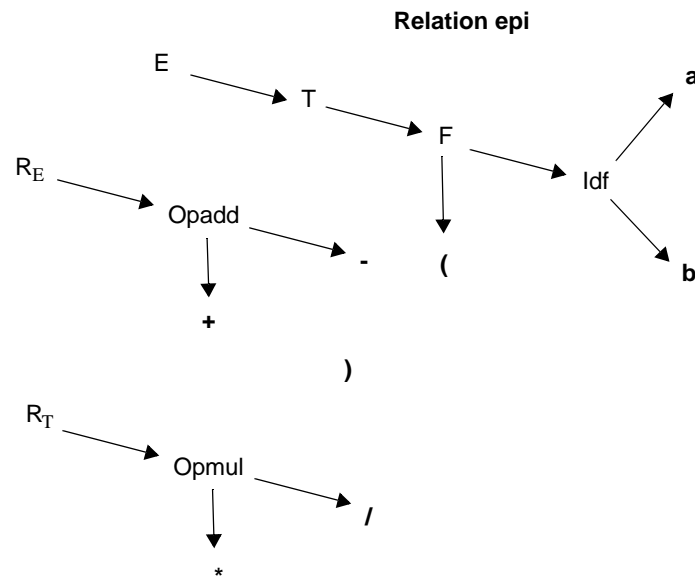 Relation epi
E
a
T
F
R_E
Idf
Opadd
-
(
b
+
)
R_T
Opmul
/
*